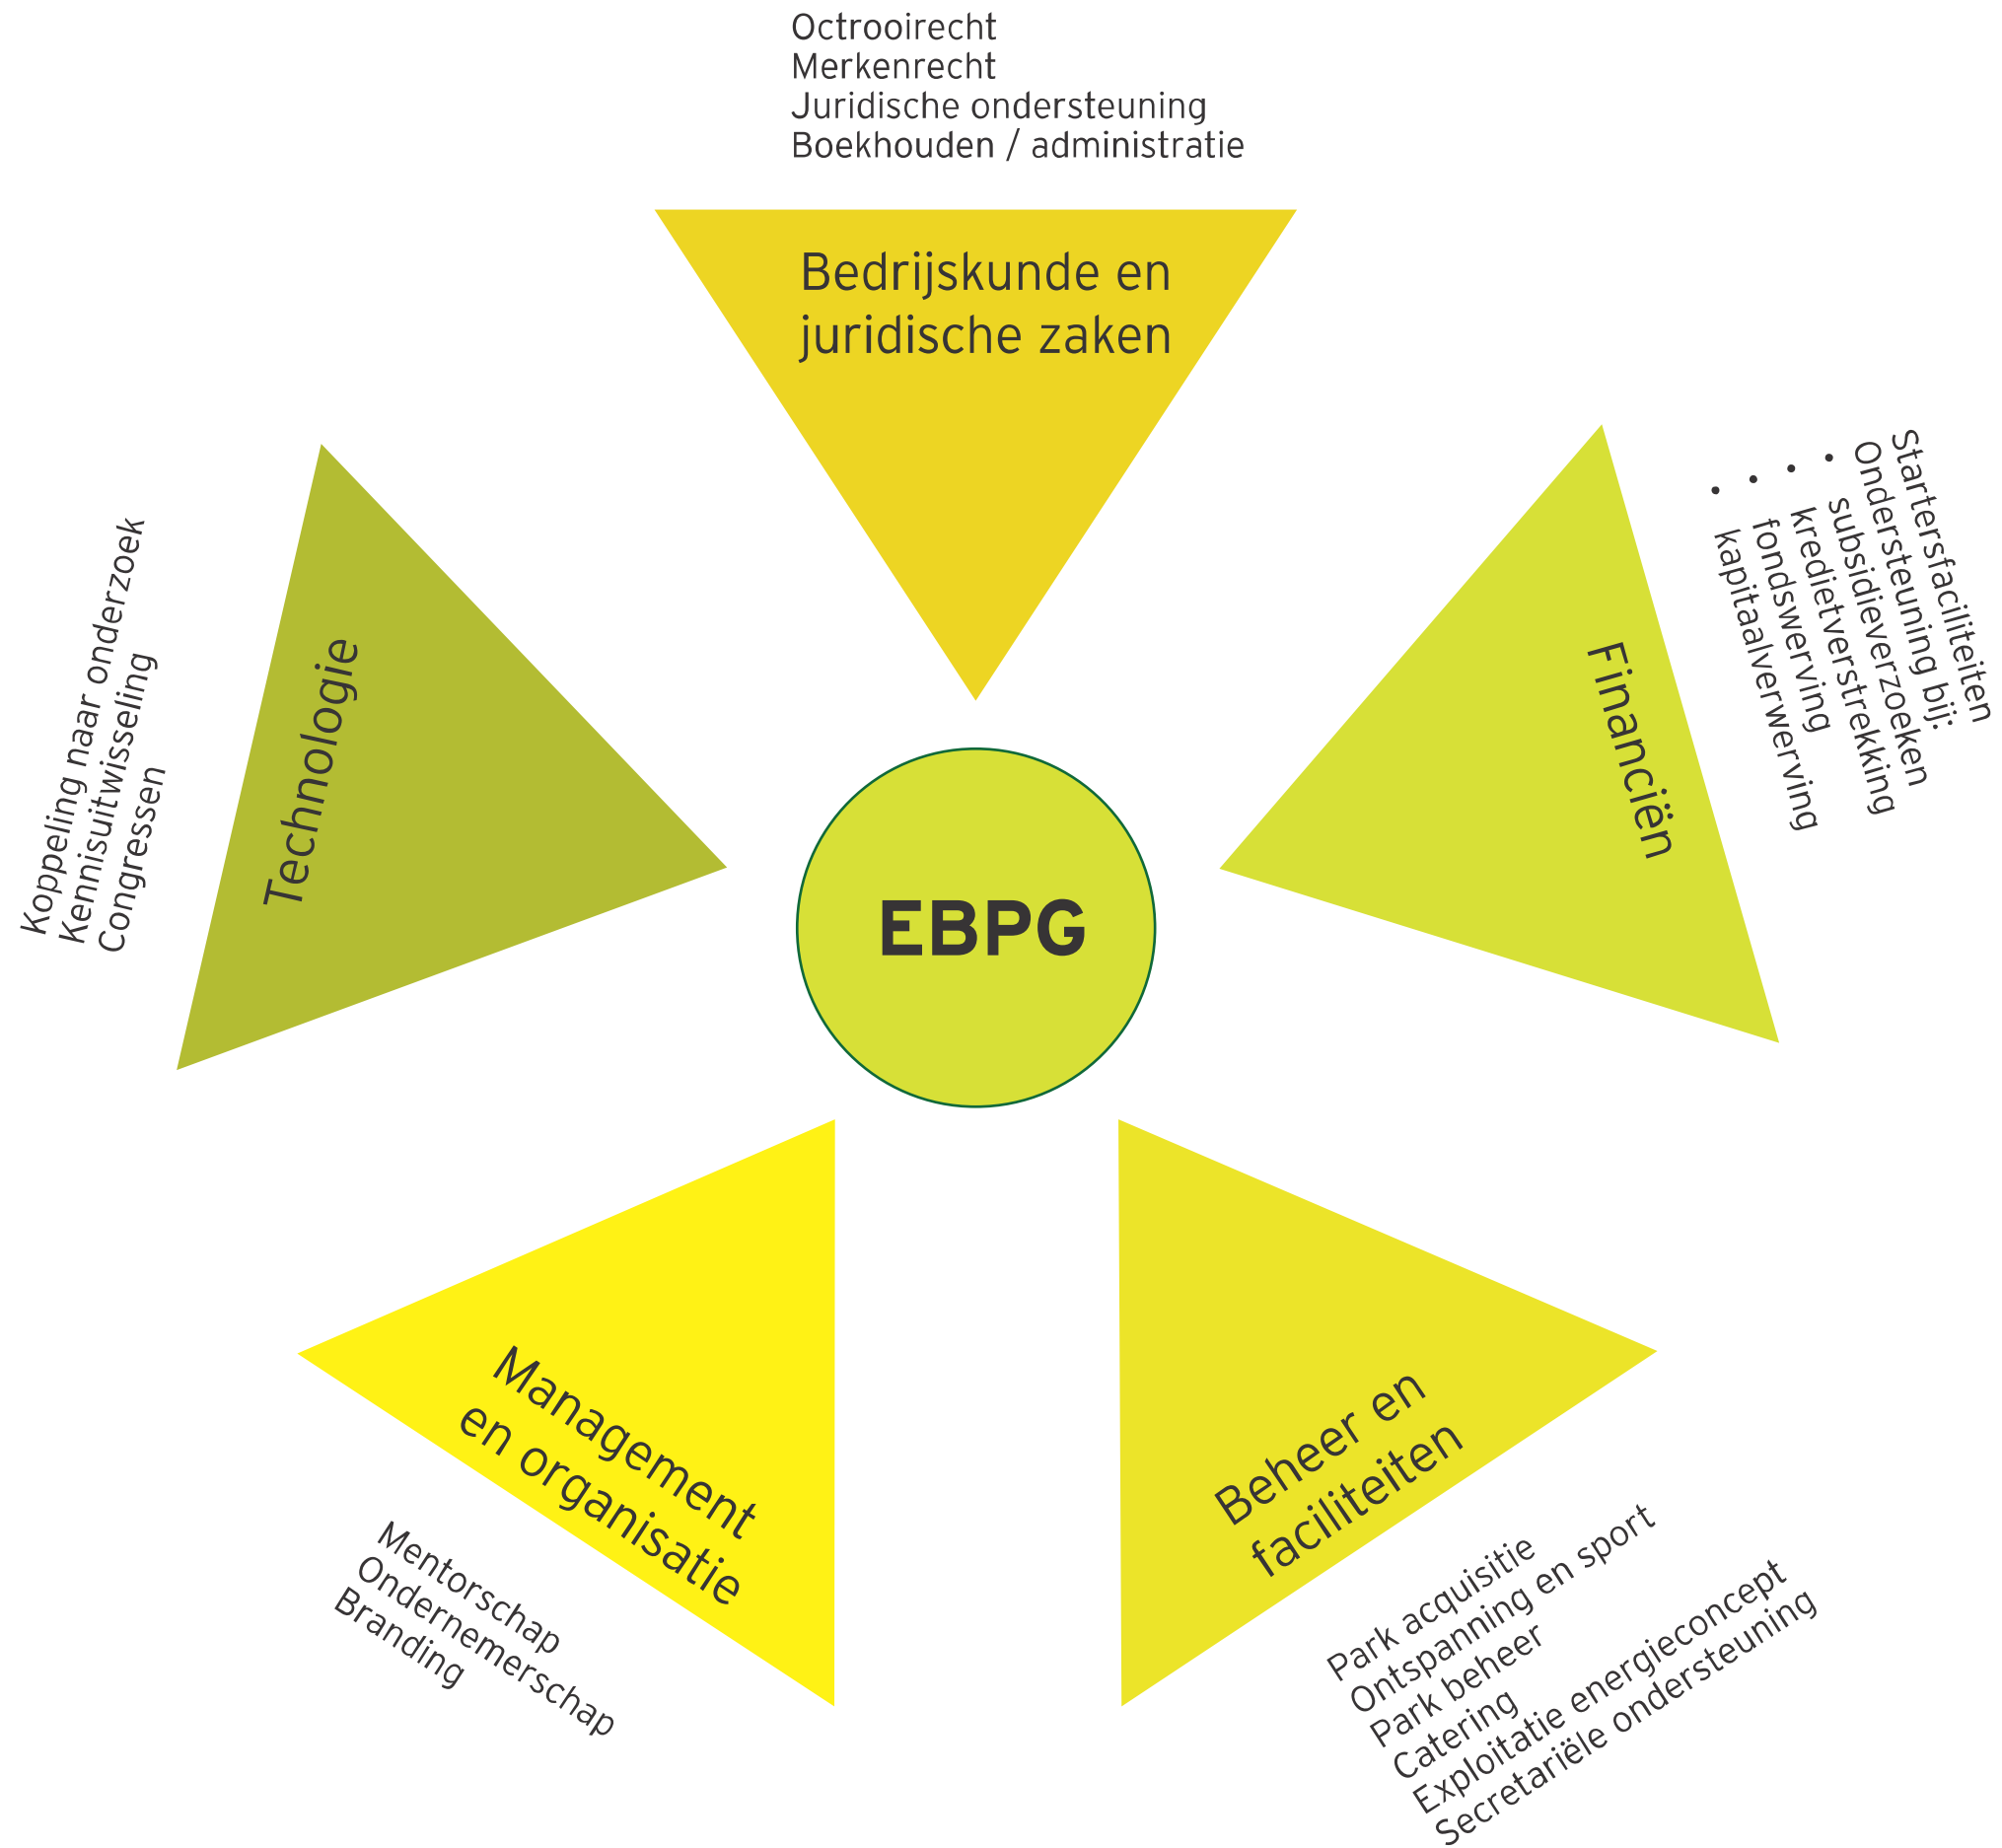 Octrooirecht
Merkenrecht
Juridische ondersteuning
Boekhouden / administratie
Bedrijskunde en
juridische zaken
Financiën
Startersfaciliteiten
Ondersteuning bij:
• subsidieverzoeken
• kredietverstrekking
• fondswerving
• kapitaalverwerving
Technologie
Koppeling naar onderzoek
Kennisuitwisseling
Congressen
EBPG
Management
en organisatie
Mentorschap
Ondernemerschap
Branding
Beheer en
faciliteiten
Park acquisitie
Ontspanning en sport
Park beheer
Catering
Exploitatie energieconcept
Secretariële ondersteuning